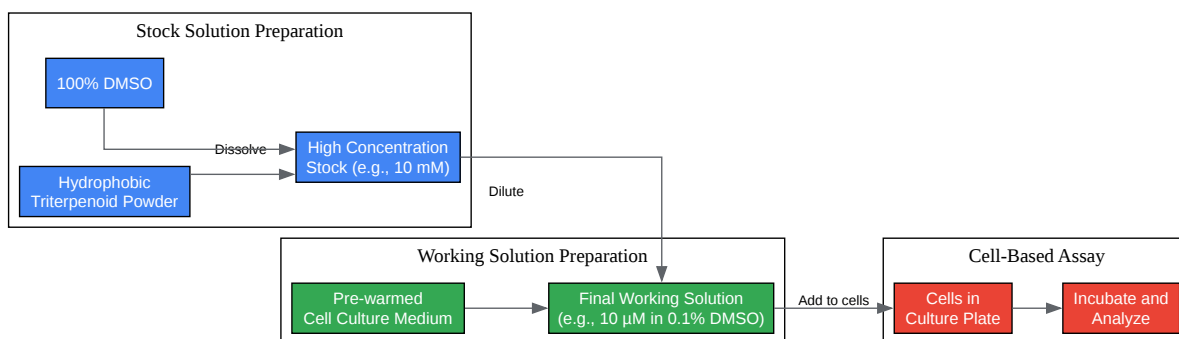 Stock Solution Preparation
100% DMSO
Dissolve
High Concentration
Stock (e.g., 10 mM)
Hydrophobic
Triterpenoid Powder
Dilute
Working Solution Preparation
Pre-warmed
Cell Culture Medium
Final Working Solution
(e.g., 10 µM in 0.1% DMSO)
Add to cells
Cell-Based Assay
Cells in
Culture Plate
Incubate and
Analyze